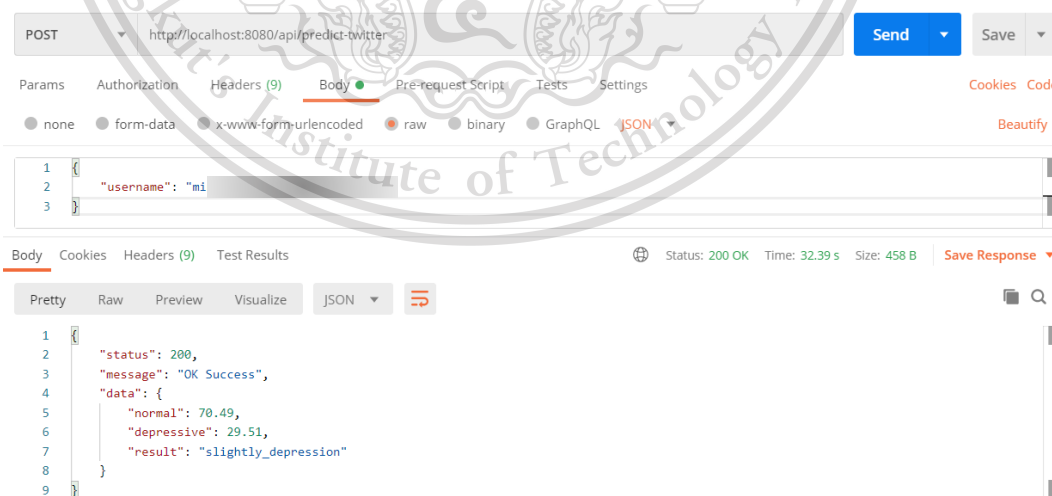 POST http://localhost:8080/api/predict-twitter Send Save
Params Authorization Headers (9) Body Pre-request Script Tests Settings Cookies Code
none form-data x-www-form-urlencoded raw binary GraphQL JSON Beautify
Institute of Technology
1 {
2 "username": "mi
3 }
Body Cookies Headers (9) Test Results Status: 200 OK Time: 32.39 s Size: 458 B Save Response
Pretty Raw Preview Visualize JSON
1 {
2 "status": 200,
3 "message": "OK Success",
4 "data": {
5 "normal": 70.49,
6 "depressive": 29.51,
7 "result": "slightly_depression"
8 }
9 }